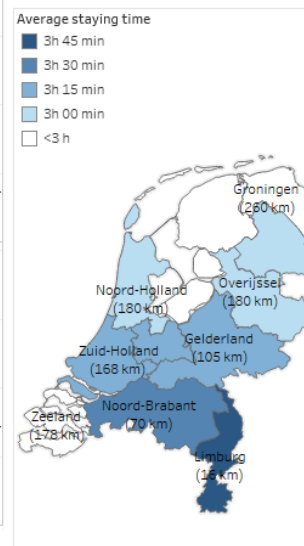 Average staying time
3h 45 min
3h 30 min
3h 15 min
3h 00 min
<3 h
Groningen
(260 km)
Noord-Holland
(180 km)
Overijssel
(180 km)
Zuid-Holland
(168 km)
Gelderland
(105 km)
Noord-Brabant
(70 km)
Zeeland
(178 km)
Limburg
(16 km)